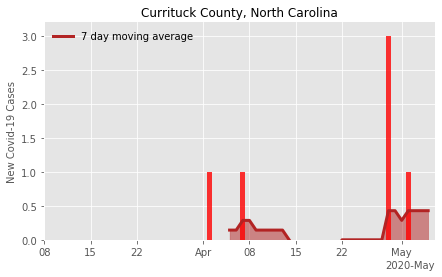 Currituck County, North Carolina
7 day moving average
New Covid-19 Cases
3.0
2.5
2.0
1.5
1.0
0.5
0.0
08 15 22 Apr 08 15 22 May
2020-May